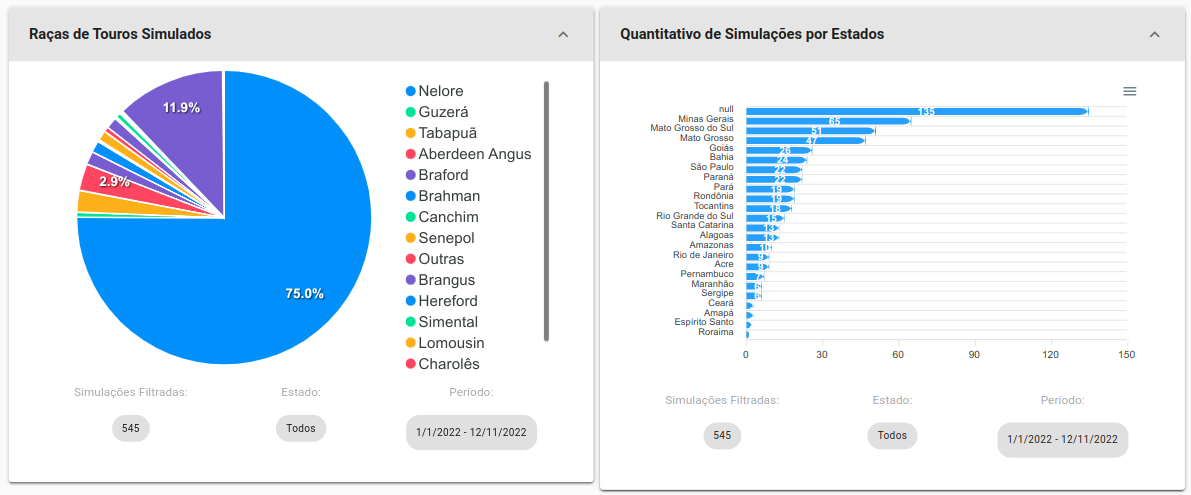 Raças de Touros Simulados
11.9%
2.9%
75.0%
Nelore
Guzerá
Tabapuã
Aberdeen Angus
Braford
Brahman
Canchim
Senepol
Outras
Brangus
Hereford
Simental
Lomousin
Charolês
Simulações Filtradas:
Estado:
Período:
545
Todos
1/1/2022 - 12/11/2022
Quantitativo de Simulações por Estados
null 135
Minas Gerais 65
Mato Grosso do Sul 51
Mato Grosso 47
Goiás 26
Bahia 24
São Paulo 22
Paraná 22
Pará 19
Rondônia 19
Tocantins 18
Rio Grande do Sul 15
Santa Catarina 13
Alagoas 13
Amazonas 10
Rio de Janeiro 9
Acre 9
Pernambuco 7
Maranhão 6
Sergipe 6
Ceará
Amapá
Espírito Santo
Roraima
0 30 60 90 120 150
Simulações Filtradas:
Estado:
Período:
545
Todos
1/1/2022 - 12/11/2022